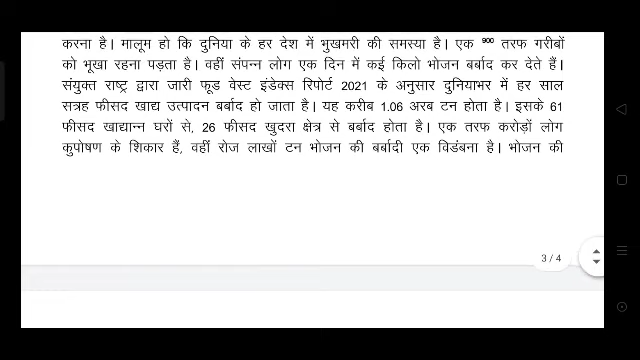 करना है। मालूम हो कि दुनिया के हर देश में भुखमरी की समस्या है। एक 900 तरफ गरीबों
को भूखा रहना पड़ता है। वहीं संपन्न लोग एक दिन में कई किलो भोजन बर्बाद कर देते हैं।
संयुक्त राष्ट्र द्वारा जारी फूड वेस्ट इंडेक्स रिपोर्ट 2021 के अनुसार दुनियाभर में हर साल
सत्रह फीसद खाद्य उत्पादन बर्बाद हो जाता है। यह करीब 1.06 अरब टन होता है। इसके 61
फीसद खाद्यान्न घरों से, 26 फीसद खुदरा क्षेत्र से बर्बाद होता है। एक तरफ करोड़ों लोग
कुपोषण के शिकार हैं, वहीं रोज लाखों टन भोजन की बर्बादी एक विडंबना है। भोजन की
3 / 4